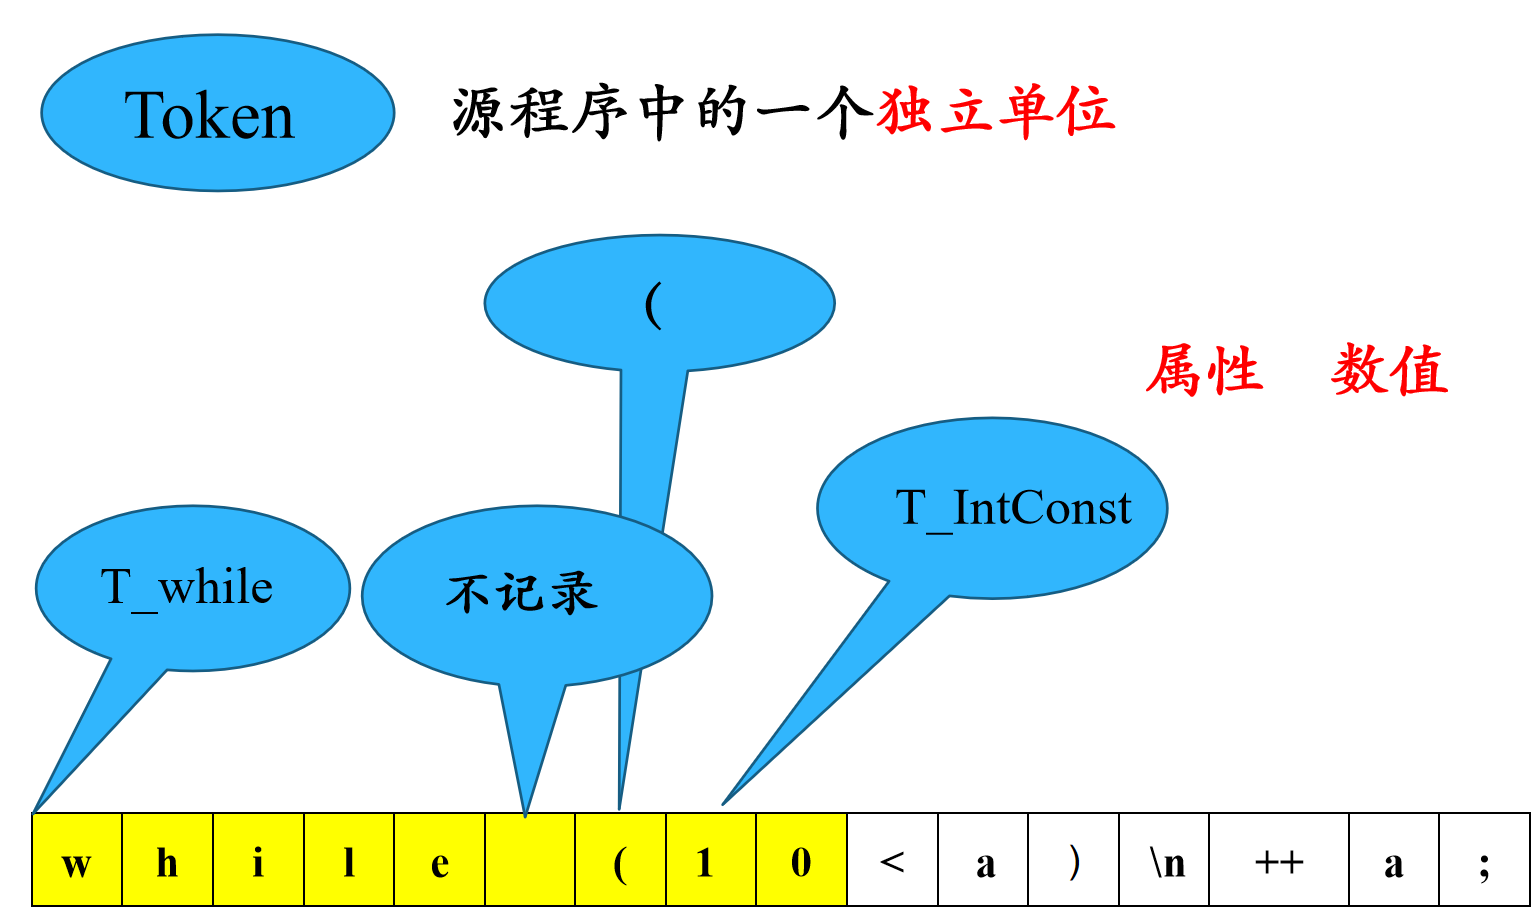 Token 源程序中的一个独立单位
(
属性 数值
T_IntConst
T_while 不记录
w h i l e ( 1 0 < a ) \n ++ a ;